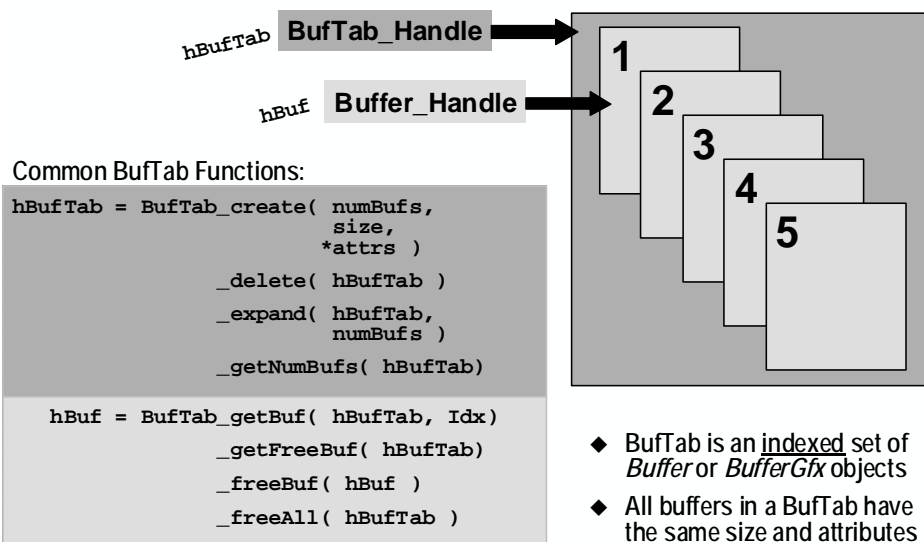 hBufTab BufTab_Handle
hBuf Buffer_Handle
1
2
3
4
5
Common BufTab Functions:
hBufTab = BufTab_create( numBufs,
size,
*attrs )
_delete( hBufTab )
_expand( hBufTab,
numBufs )
_getNumBufs( hBufTab)
hBuf = BufTab_getBuf( hBufTab, Idx)
_getFreeBuf( hBufTab)
_freeBuf( hBuf )
_freeAll( hBufTab )
◆ BufTab is an indexed set of
Buffer or BufferGfx objects
◆ All buffers in a BufTab have
the same size and attributes